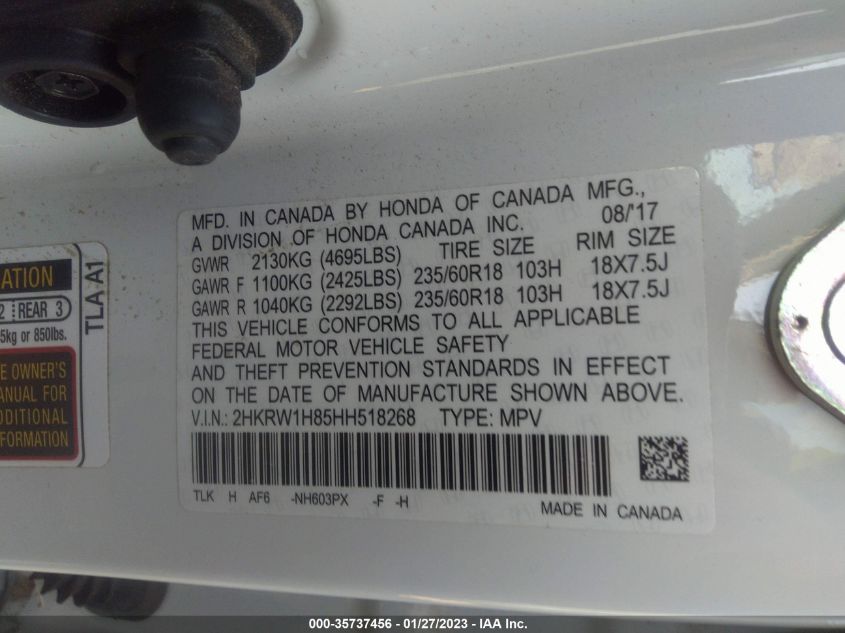 MFD. IN CANADA BY HONDA OF CANADA MFG.,
A DIVISION OF HONDA CANADA INC. 08/'17
GVWR 2130KG (4695LBS) TIRE SIZE RIM SIZE
GAWR F 1100KG (2425LBS) 235/60R18 103H 18X7.5J
GAWR R 1040KG (2292LBS) 235/60R18 103H 18X7.5J
THIS VEHICLE CONFORMS TO ALL APPLICABLE
FEDERAL MOTOR VEHICLE SAFETY
AND THEFT PREVENTION STANDARDS IN EFFECT
ON THE DATE OF MANUFACTURE SHOWN ABOVE.
V.I.N.: 2HKRW1H85HH518268 TYPE: MPV
TLK H AF6 -NH603PX -F -H
MADE IN CANADA
ATION
2 REAR 3
5kg or 850lbs.
E OWNER'S
ANUAL FOR
DDITIONAL
FORMATION
TLA A1
000-35737456 - 01/27/2023 - IAA Inc.